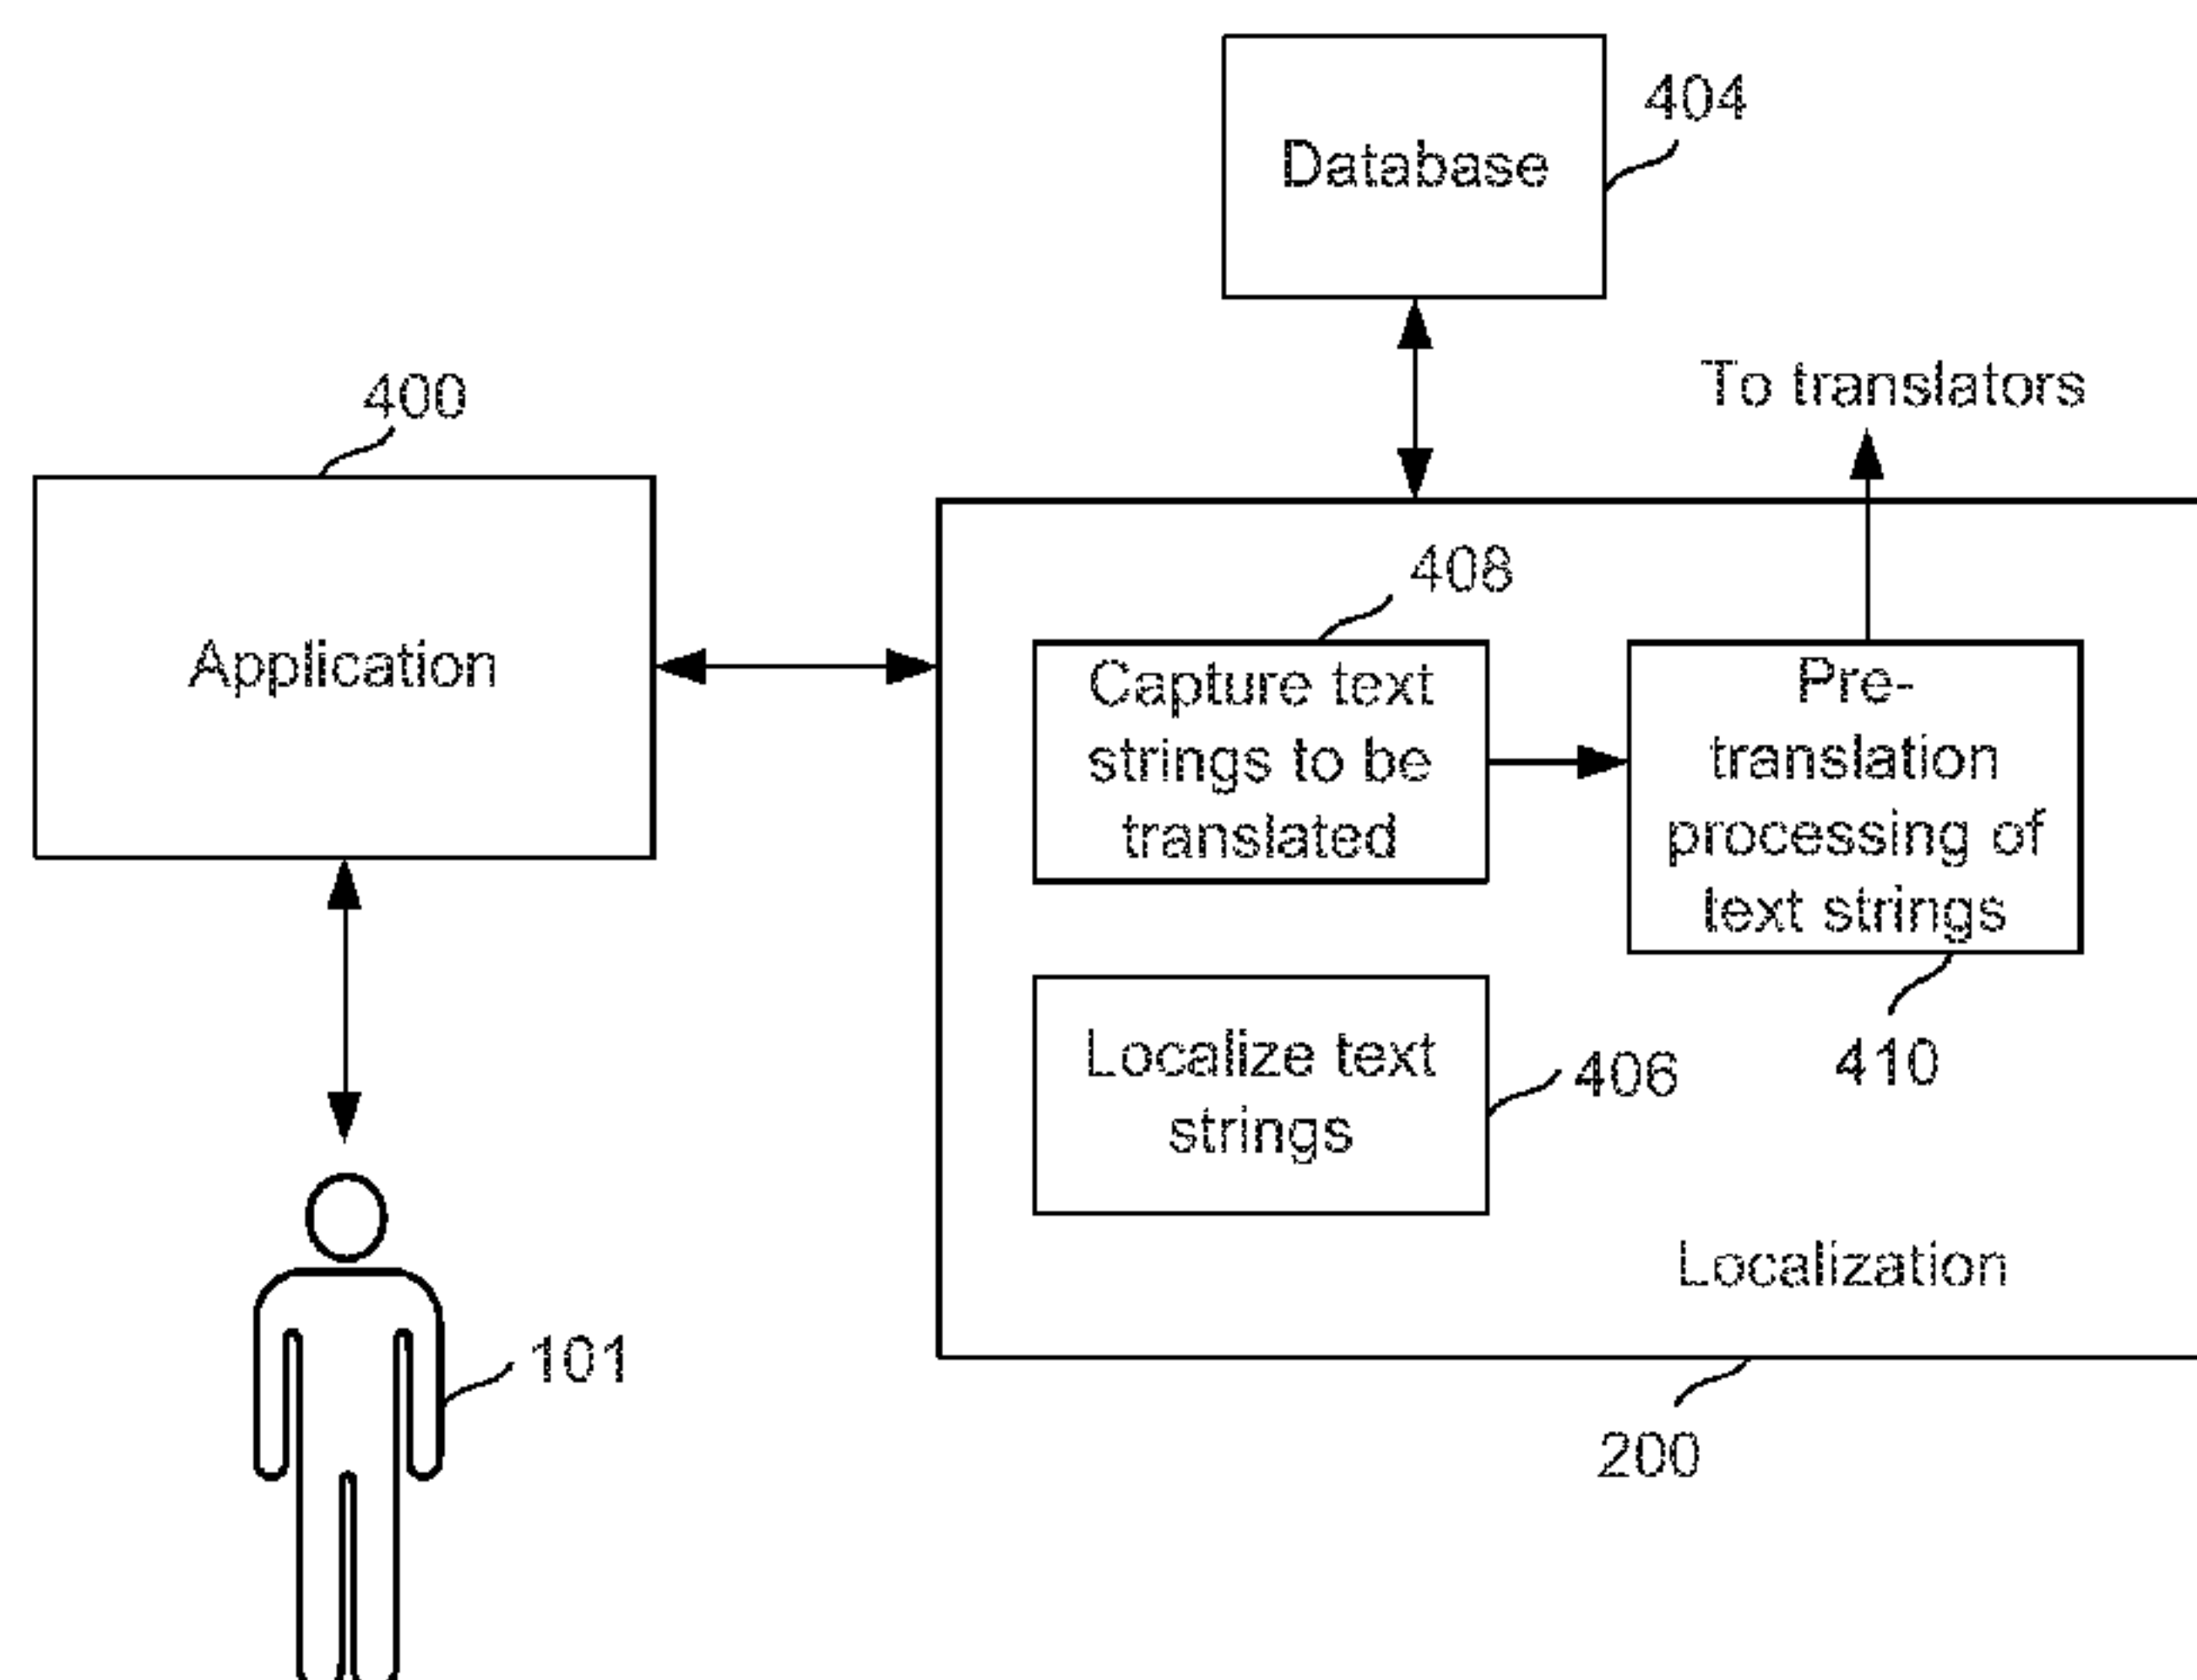 Database
404
To translators
400
Application
408
Capture text
strings to be
translated
Pre-
translation
processing of
text strings
410
Localize text
strings
406
Localization
200
101